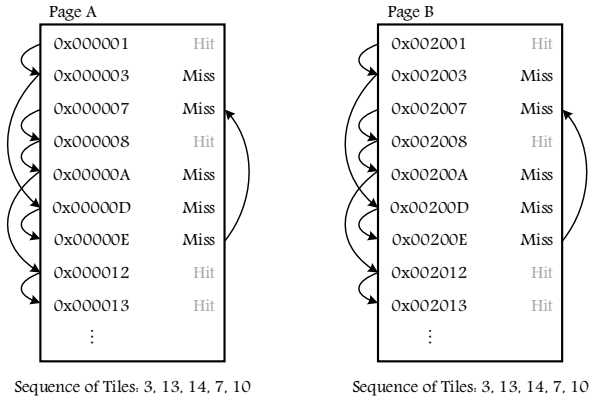 Page A
0x000001 Hit
0x000003 Miss
0x000007 Miss
0x000008 Hit
0x00000A Miss
0x00000D Miss
0x00000E Miss
0x000012 Hit
0x000013 Hit
⋮
Sequence of Tiles: 3, 13, 14, 7, 10
Page B
0x002001 Hit
0x002003 Miss
0x002007 Miss
0x002008 Hit
0x00200A Miss
0x00200D Miss
0x00200E Miss
0x002012 Hit
0x002013 Hit
⋮
Sequence of Tiles: 3, 13, 14, 7, 10